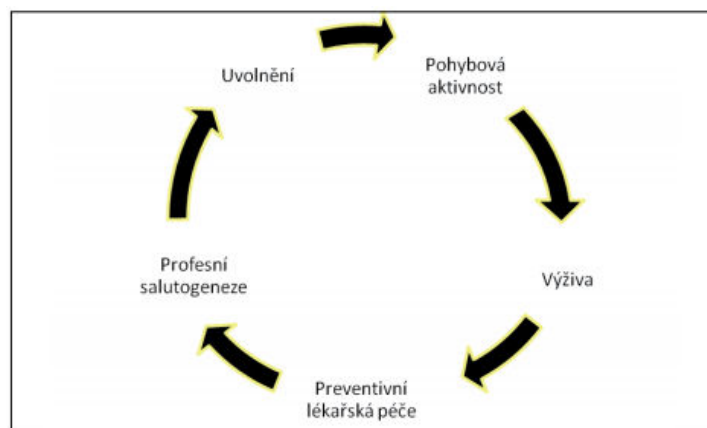 Uvolnění
Pohybová
aktivnost
Výživa
Preventivní
lékařská péče
Profesní
salutogeneze